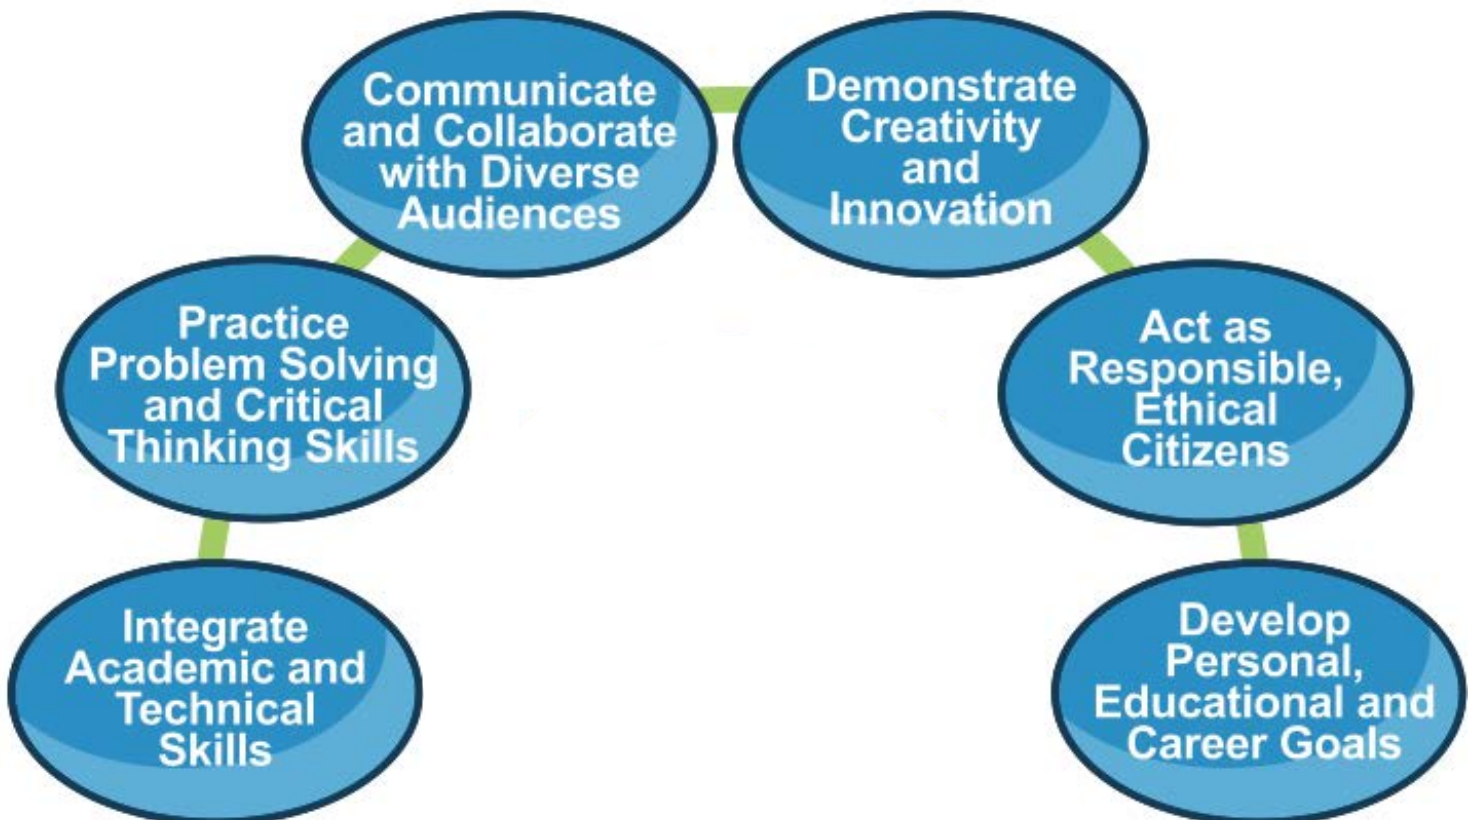 Communicate
and Collaborate
with Diverse
Audiences
Demonstrate
Creativity
and
Innovation
Practice
Problem Solving
and Critical
Thinking Skills
Act as
Responsible,
Ethical
Citizens
Integrate
Academic and
Technical
Skills
Develop
Personal,
Educational and
Career Goals